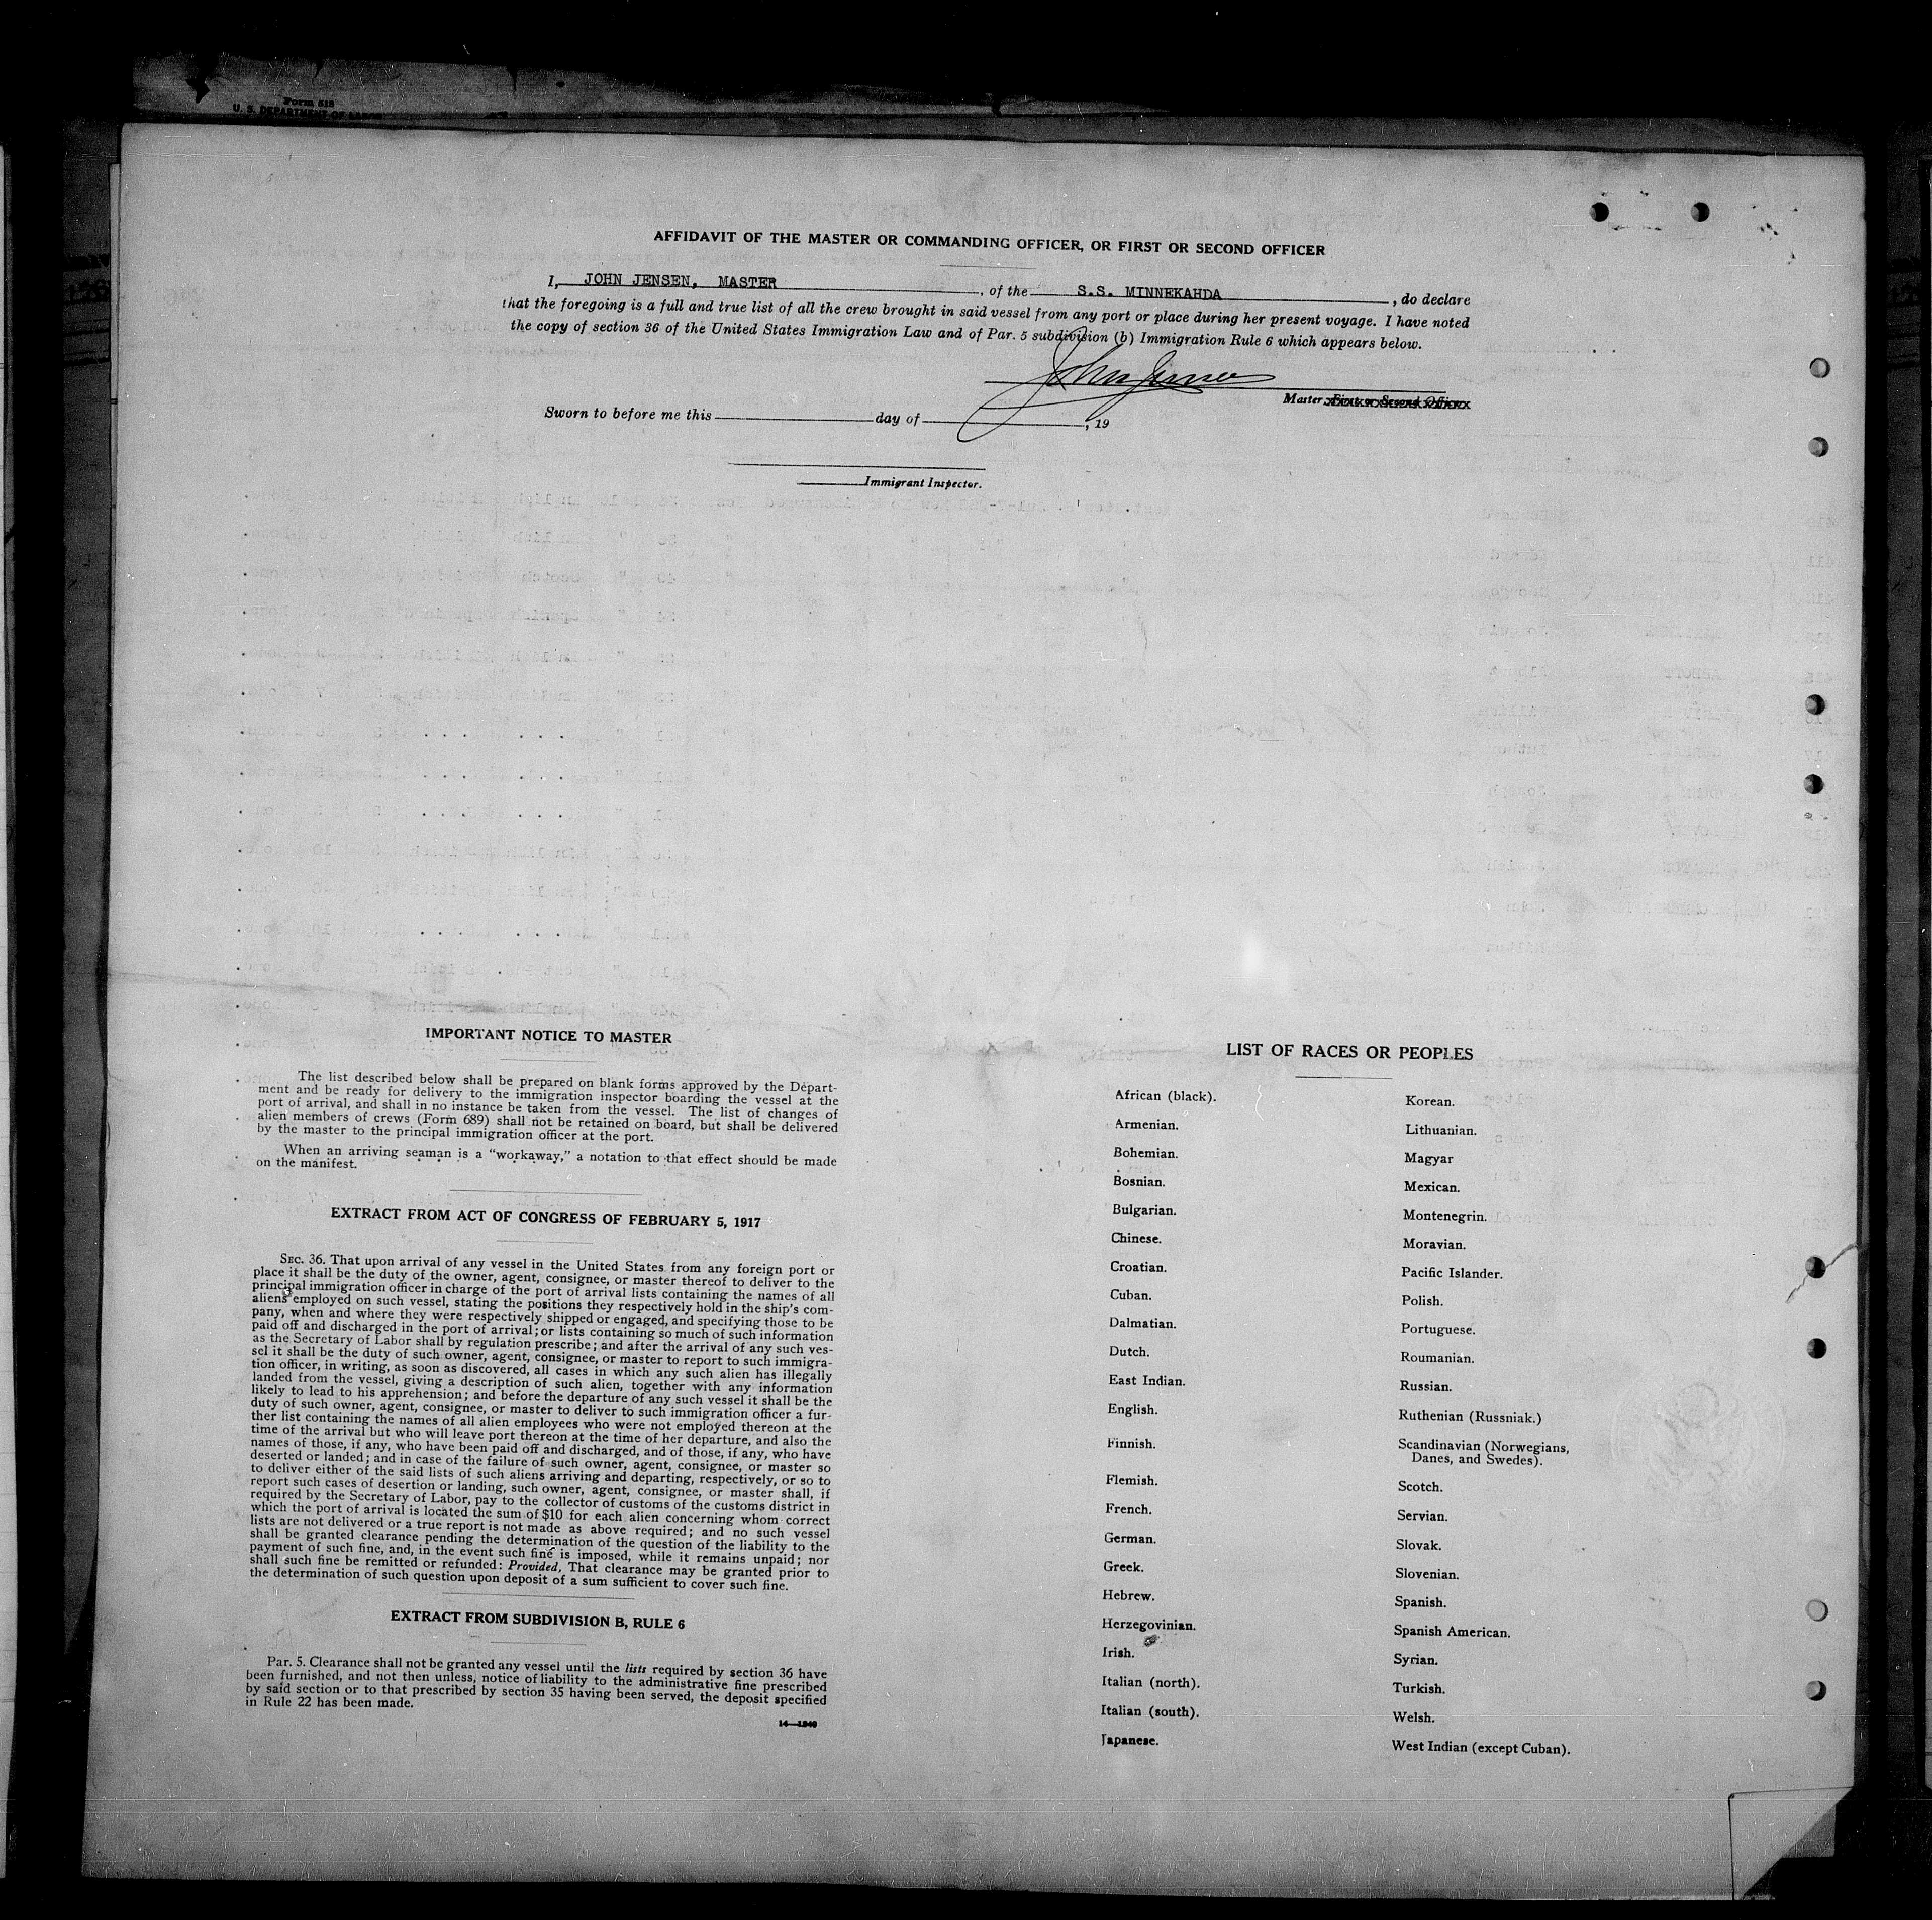 Form 518
U. S. DEPARTMENT OF LABOR
AFFIDAVIT OF THE MASTER OR COMMANDING OFFICER, OR FIRST OR SECOND OFFICER
I, JOHN JENSEN, MASTER, of the S.S. MINNEKAHDA, do declare
that the foregoing is a full and true list of all the crew brought in said vessel from any port or place during her present voyage. I have noted
the copy of section 36 of the United States Immigration Law and of Par. 5 subdivision (b) Immigration Rule 6 which appears below.
John Jensen
Master, First or Second Officer
Sworn to before me this day of , 19
Immigrant Inspector.
IMPORTANT NOTICE TO MASTER
The list described below shall be prepared on blank forms approved by the Depart-
ment and be ready for delivery to the immigration inspector boarding the vessel at the
port of arrival, and shall in no instance be taken from the vessel. The list of changes of
alien members of crews (Form 689) shall not be retained on board, but shall be delivered
by the master to the principal immigration officer at the port.
When an arriving seaman is a "workaway," a notation to that effect should be made
on the manifest.
EXTRACT FROM ACT OF CONGRESS OF FEBRUARY 5, 1917
SEC. 36. That upon arrival of any vessel in the United States from any foreign port or
place it shall be the duty of the owner, agent, consignee, or master thereof to deliver to the
principal immigration officer in charge of the port of arrival lists containing the names of all
aliens employed on such vessel, stating the positions they respectively hold in the ship's com-
pany, when and where they were respectively shipped or engaged, and specifying those to be
paid off and discharged in the port of arrival; or lists containing so much of such information
as the Secretary of Labor shall by regulation prescribe; and after the arrival of any such ves-
sel it shall be the duty of such owner, agent, consignee, or master to report to such immigra-
tion officer, in writing, as soon as discovered, all cases in which any such alien has illegally
landed from the vessel, giving a description of such alien, together with any information
likely to lead to his apprehension; and before the departure of any such vessel it shall be the
duty of such owner, agent, consignee, or master to deliver to such immigration officer a fur-
ther list containing the names of all alien employees who were not employed thereon at the
time of the arrival but who will leave port thereon at the time of her departure, and also the
names of those, if any, who have been paid off and discharged, and of those, if any, who have
deserted or landed; and in case of the failure of such owner, agent, consignee, or master so
to deliver either of the said lists of such aliens arriving and departing, respectively, or so to
report such cases of desertion or landing, such owner, agent, consignee, or master shall, if
required by the Secretary of Labor, pay to the collector of customs of the customs district in
which the port of arrival is located the sum of $10 for each alien concerning whom correct
lists are not delivered or a true report is not made as above required; and no such vessel
shall be granted clearance pending the determination of the question of the liability to the
payment of such fine, and, in the event such fine is imposed, while it remains unpaid; nor
shall such fine be remitted or refunded: Provided, That clearance may be granted prior to
the determination of such question upon deposit of a sum sufficient to cover such fine.
EXTRACT FROM SUBDIVISION B, RULE 6
Par. 5. Clearance shall not be granted any vessel until the lists required by section 36 have
been furnished, and not then unless, notice of liability to the administrative fine prescribed
by said section or to that prescribed by section 35 having been served, the deposit specified
in Rule 22 has been made.
14—1240
LIST OF RACES OR PEOPLES
African (black).
Armenian.
Bohemian.
Bosnian.
Bulgarian.
Chinese.
Croatian.
Cuban.
Dalmatian.
Dutch.
East Indian.
English.
Finnish.
Flemish.
French.
German.
Greek.
Hebrew.
Herzegovinian.
Irish.
Italian (north).
Italian (south).
Japanese.
Korean.
Lithuanian.
Magyar
Mexican.
Montenegrin.
Moravian.
Pacific Islander.
Polish.
Portuguese.
Roumanian.
Russian.
Ruthenian (Russniak.)
Scandinavian (Norwegians,
Danes, and Swedes).
Scotch.
Servian.
Slovak.
Slovenian.
Spanish.
Spanish American.
Syrian.
Turkish.
Welsh.
West Indian (except Cuban).